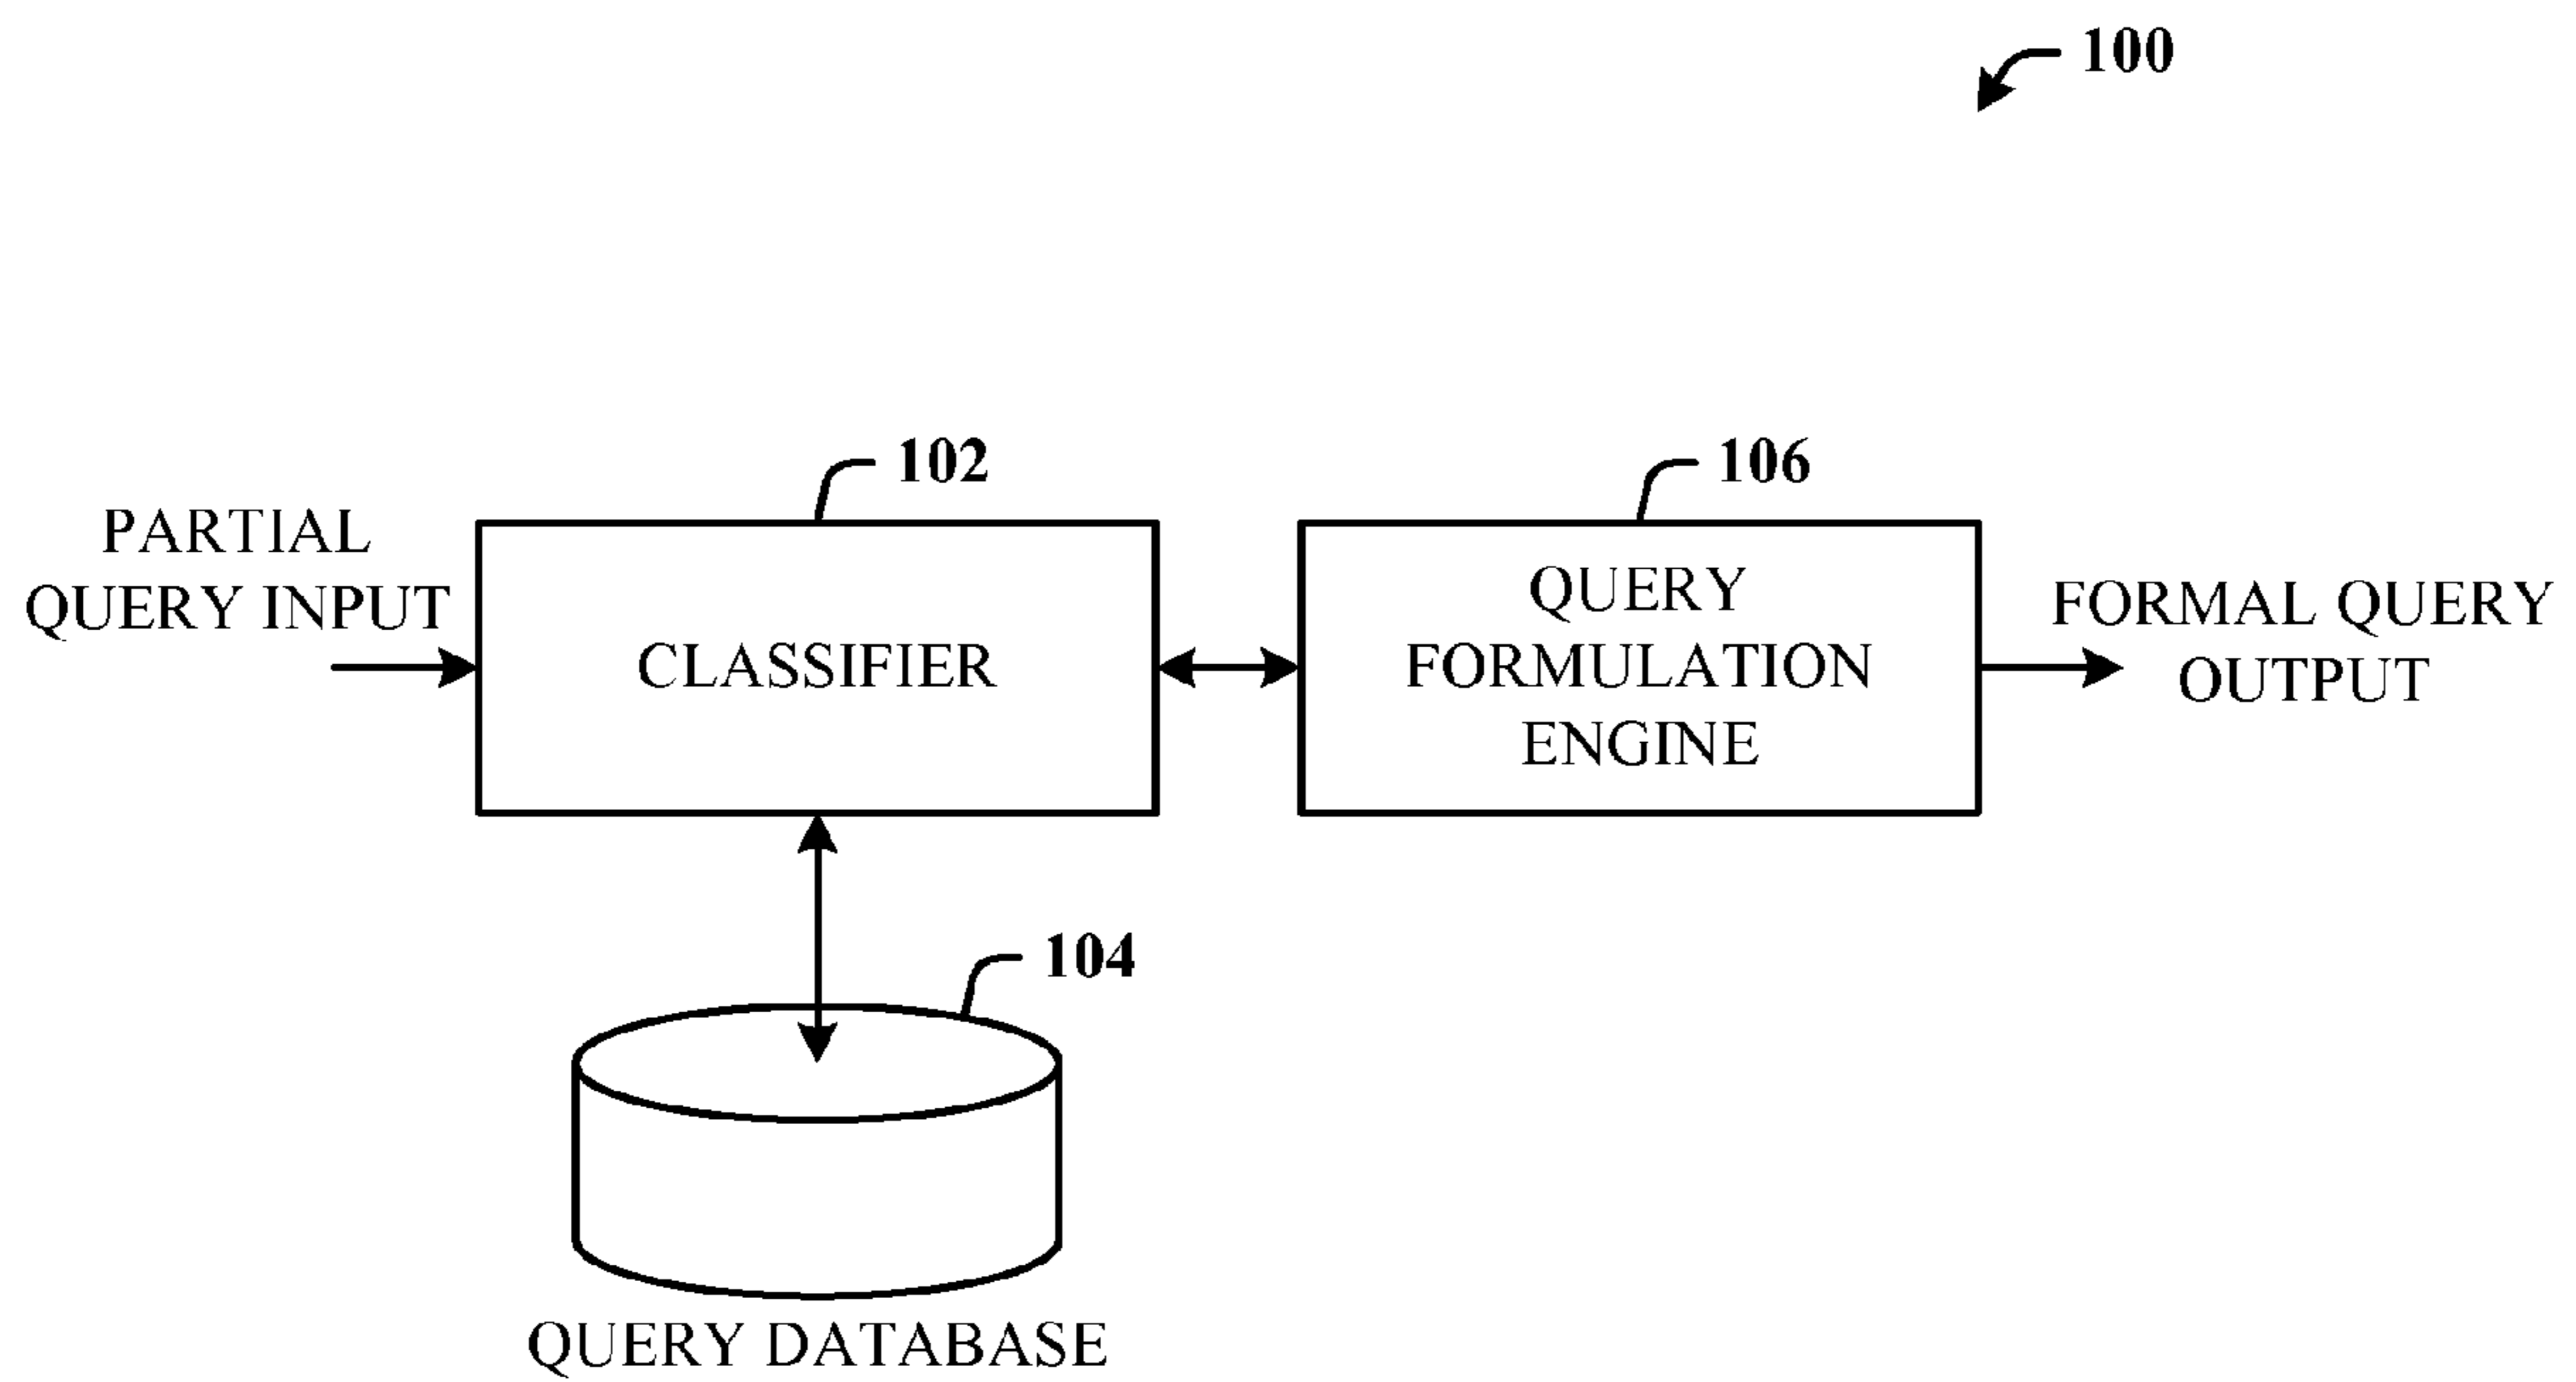 100
102
106
PARTIAL
QUERY INPUT
CLASSIFIER
QUERY
FORMULATION
ENGINE
FORMAL QUERY
OUTPUT
104
QUERY DATABASE